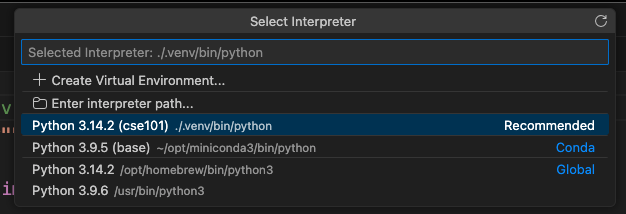 Select Interpreter
Selected Interpreter: ./.venv/bin/python
+ Create Virtual Environment...
Enter interpreter path...
Python 3.14.2 (cse101) ./.venv/bin/python Recommended
Python 3.9.5 (base) ~/opt/miniconda3/bin/python Conda
Python 3.14.2 /opt/homebrew/bin/python3 Global
Python 3.9.6 /usr/bin/python3